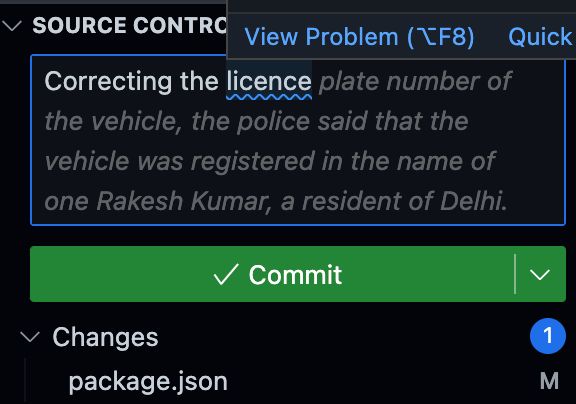 SOURCE CONTRO
View Problem (⌥F8) Quick
Correcting the licence plate number of
the vehicle, the police said that the
vehicle was registered in the name of
one Rakesh Kumar, a resident of Delhi.
Commit
Changes 1
package.json M